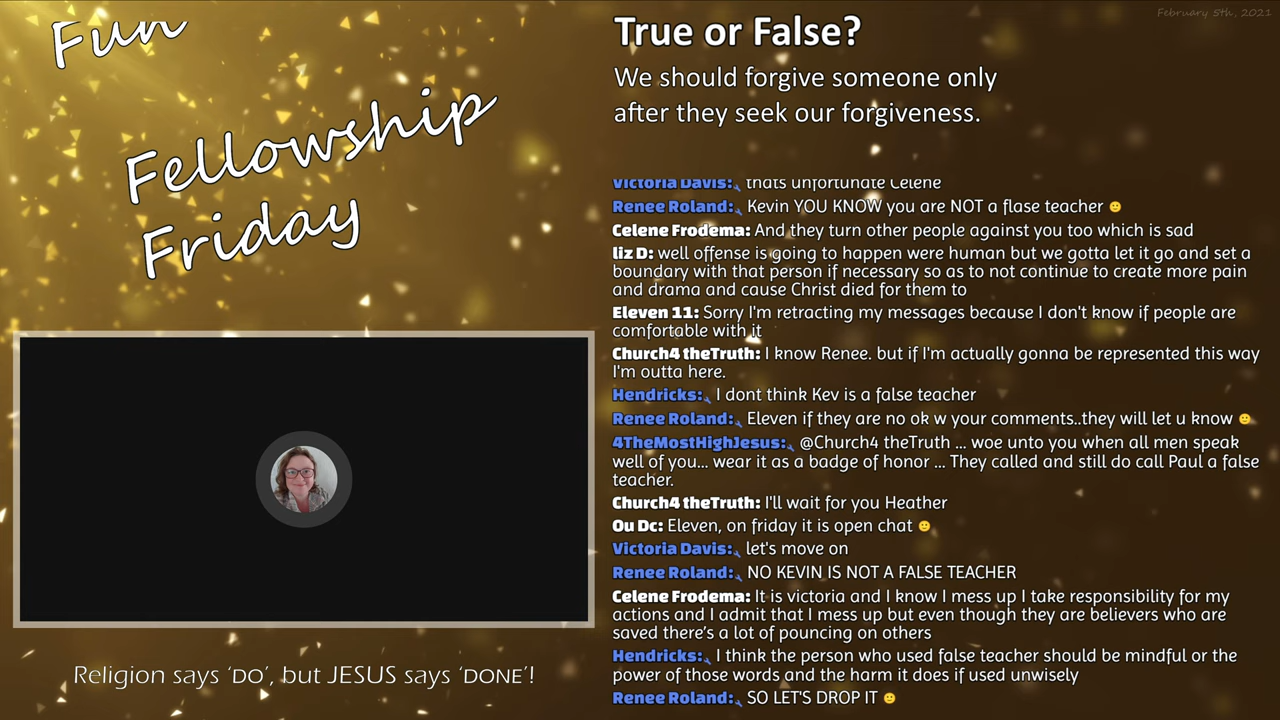 Fun
Fellowship
Friday
Religion says ‘DO’, but JESUS says ‘DONE’!
February 5th, 2021
True or False?
We should forgive someone only
after they seek our forgiveness.
Victoria Davis: thats unfortunate Celene
Renee Roland: Kevin YOU KNOW you are NOT a flase teacher 🙂
Celene Frodema: And they turn other people against you too which is sad
liz D: well offense is going to happen were human but we gotta let it go and set a
boundary with that person if necessary so as to not continue to create more pain
and drama and cause Christ died for them to
Eleven 11: Sorry I'm retracting my messages because I don't know if people are
comfortable with it
Church4 theTruth: I know Renee. but if I'm actually gonna be represented this way
I'm outta here.
Hendricks: I dont think Kev is a false teacher
Renee Roland: Eleven if they are no ok w your comments..they will let u know 🙂
4TheMostHighJesus: @Church4 theTruth ... woe unto you when all men speak
well of you... wear it as a badge of honor ... They called and still do call Paul a false
teacher.
Church4 theTruth: I'll wait for you Heather
Ou Dc: Eleven, on friday it is open chat 🙂
Victoria Davis: let's move on
Renee Roland: NO KEVIN IS NOT A FALSE TEACHER
Celene Frodema: It is victoria and I know I mess up I take responsibility for my
actions and I admit that I mess up but even though they are believers who are
saved there’s a lot of pouncing on others
Hendricks: I think the person who used false teacher should be mindful or the
power of those words and the harm it does if used unwisely
Renee Roland: SO LET'S DROP IT 🙂